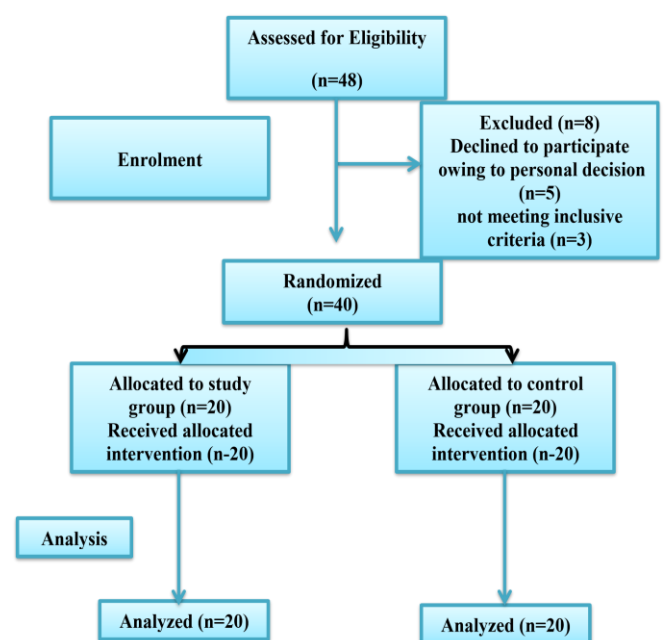 Assessed for Eligibility
(n=48)
Enrolment
Excluded (n=8)
Declined to participate
owing to personal decision
(n=5)
not meeting inclusive
criteria (n=3)
Randomized
(n=40)
Allocated to study
group (n=20)
Received allocated
intervention (n-20)
Allocated to control
group (n=20)
Received allocated
intervention (n-20)
Analysis
Analyzed (n=20)
Analyzed (n=20)